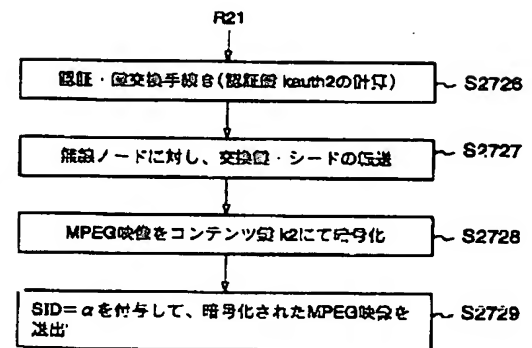 R21
認証・鍵交換手続き(認証鍵 kauth2の計算)
S2726
無線ノードに対し、交換鍵・シードの転送
S2727
MPEG映像をコンテンツ鍵 k2にて暗号化
S2728
SID=αを付与して、暗号化されたMPEG映像を
送出
S2729